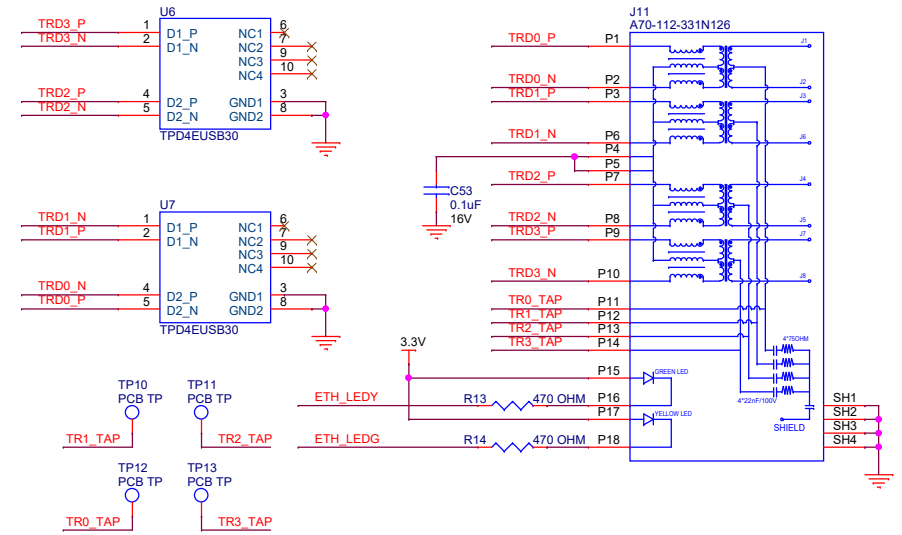 U6
TRD3_P 1 D1_P NC1 6
TRD3_N 2 D1_N NC2 7
NC3 9
NC4 10
TRD2_P 4 D2_P GND1 3
TRD2_N 5 D2_N GND2 8
TPD4EUSB30
U7
TRD1_N 1 D1_P NC1 6
TRD1_P 2 D1_N NC2 7
NC3 9
NC4 10
TRD0_N 4 D2_P GND1 3
TRD0_P 5 D2_N GND2 8
TPD4EUSB30
TP10 TP11
PCB TP PCB TP
TR1_TAP TR2_TAP
TP12 TP13
PCB TP PCB TP
TR0_TAP TR3_TAP
J11
A70-112-331N126
TRD0_P P1 J1
TRD0_N P2 J2
TRD1_P P3 J3
TRD1_N P6 J6
P4
P5
TRD2_P P7 J4
C53
0.1uF
16V
TRD2_N P8 J5
TRD3_P P9 J7
TRD3_N P10 J8
TR0_TAP P11
TR1_TAP P12
TR2_TAP P13
TR3_TAP P14
4*75OHM
3.3V
P15 GREEN LED
ETH_LEDY R13 470 OHM P16
4*22nF/100V
P17 YELLOW LED
ETH_LEDG R14 470 OHM P18
SHIELD
SH1
SH2
SH3
SH4